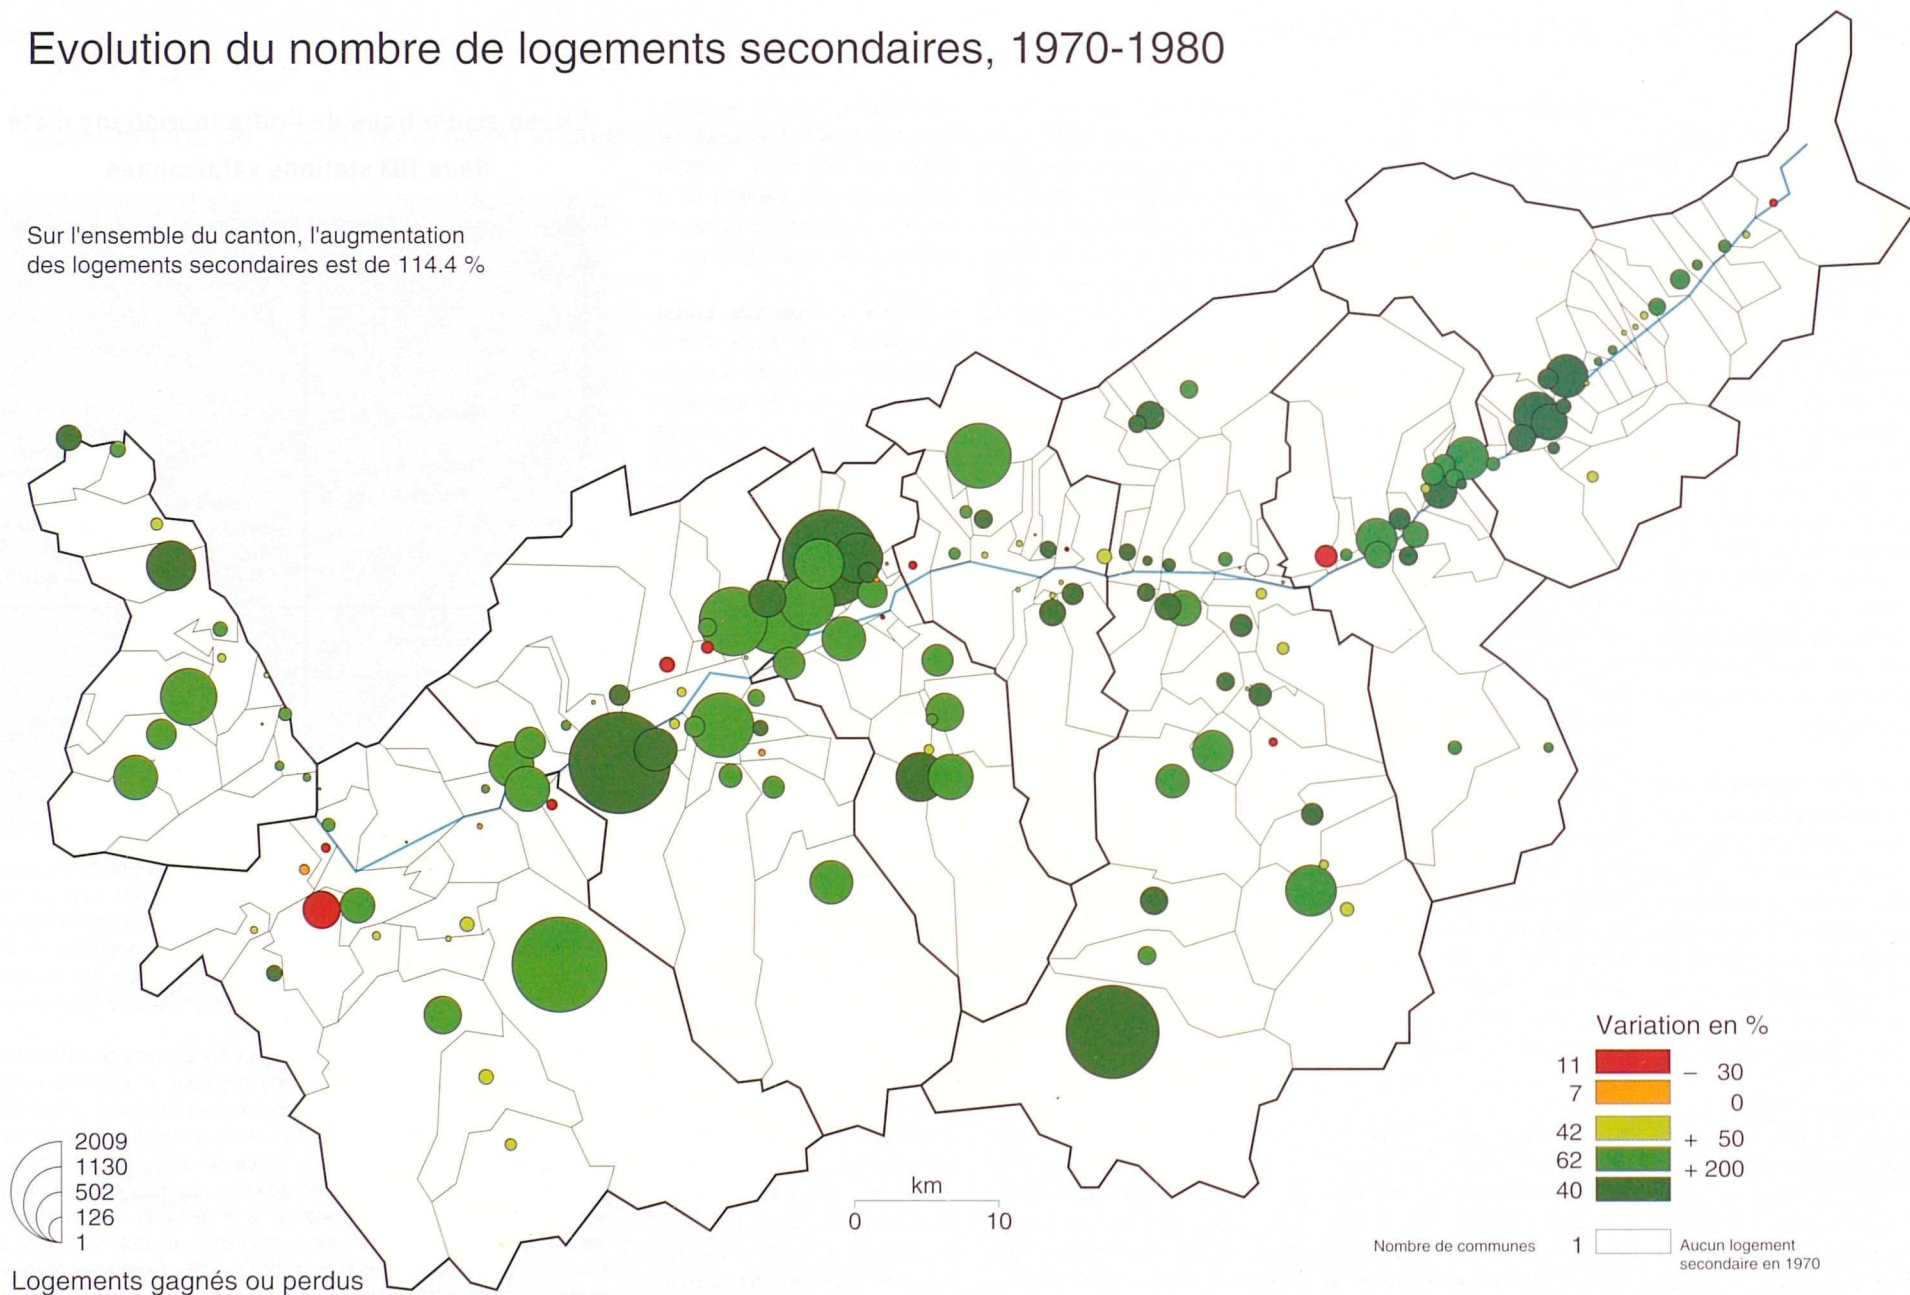 Evolution du nombre de logements secondaires, 1970-1980
Sur l'ensemble du canton, l'augmentation
des logements secondaires est de 114.4 %
Variation en %
11 – 30
7 0
42 + 50
62 + 200
40
Nombre de communes 1 Aucun logement
secondaire en 1970
km
0 10
2009
1130
502
126
1
Logements gagnés ou perdus